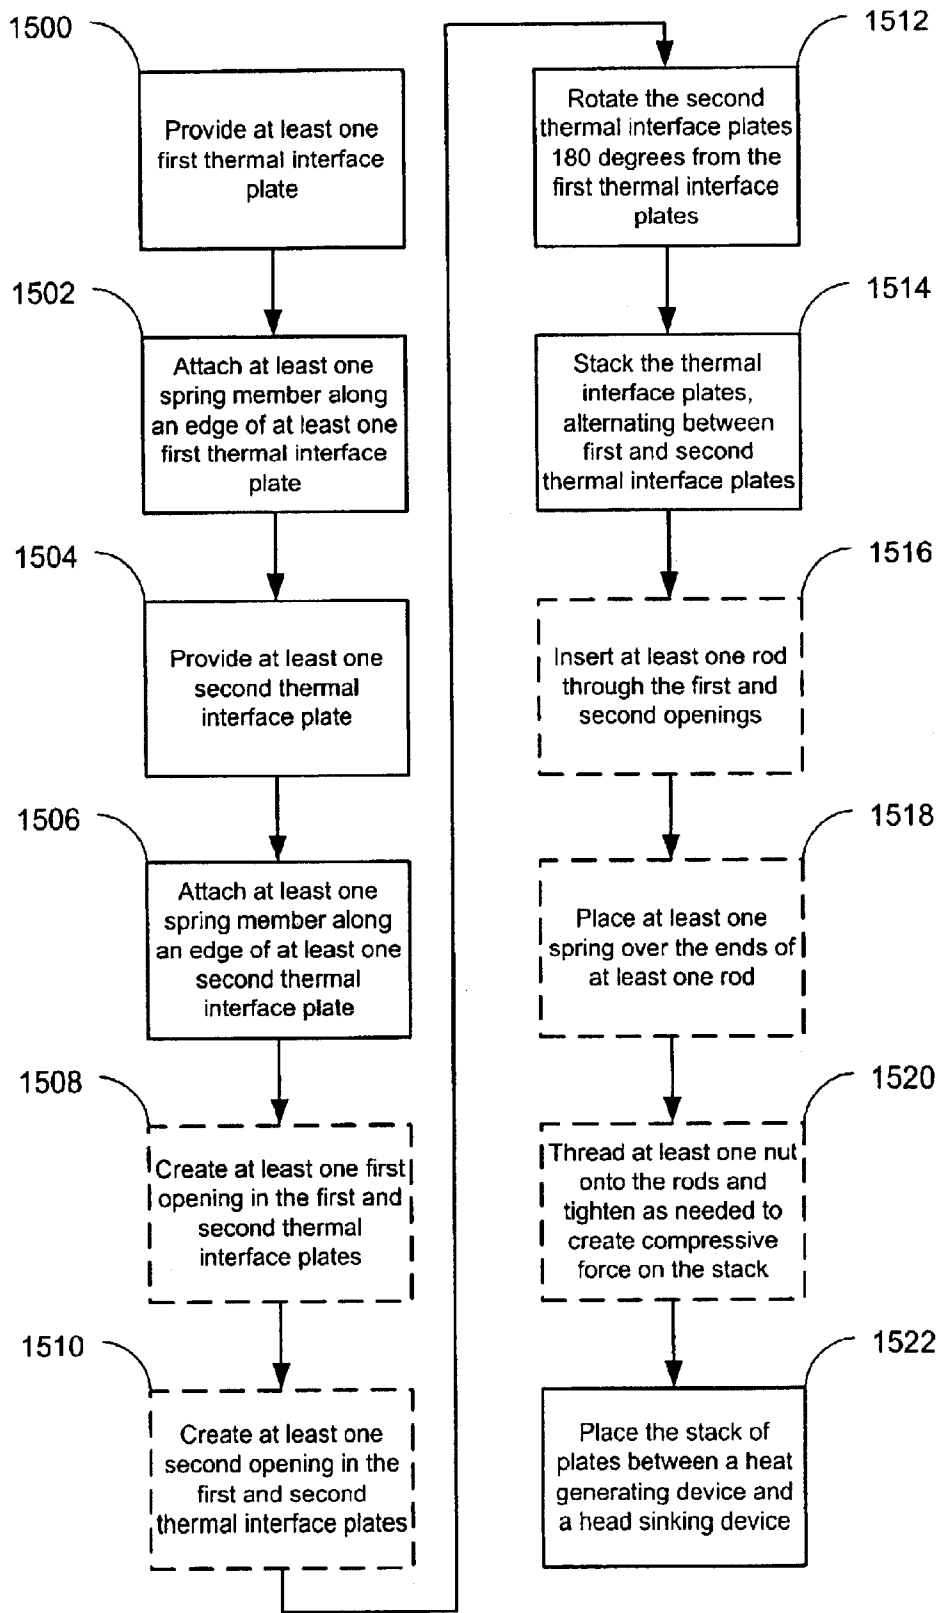 1500
Provide at least one
first thermal interface
plate
1502
Attach at least one
spring member along
an edge of at least one
first thermal interface
plate
1504
Provide at least one
second thermal
interface plate
1506
Attach at least one
spring member along
an edge of at least one
second thermal
interface plate
1508
Create at least one first
opening in the first and
second thermal
interface plates
1510
Create at least one
second opening in the
first and second
thermal interface plates
1512
Rotate the second
thermal interface plates
180 degrees from the
first thermal interface
plates
1514
Stack the thermal
interface plates,
alternating between
first and second
thermal interface plates
1516
Insert at least one rod
through the first and
second openings
1518
Place at least one
spring over the ends of
at least one rod
1520
Thread at least one nut
onto the rods and
tighten as needed to
create compressive
force on the stack
1522
Place the stack of
plates between a heat
generating device and
a head sinking device